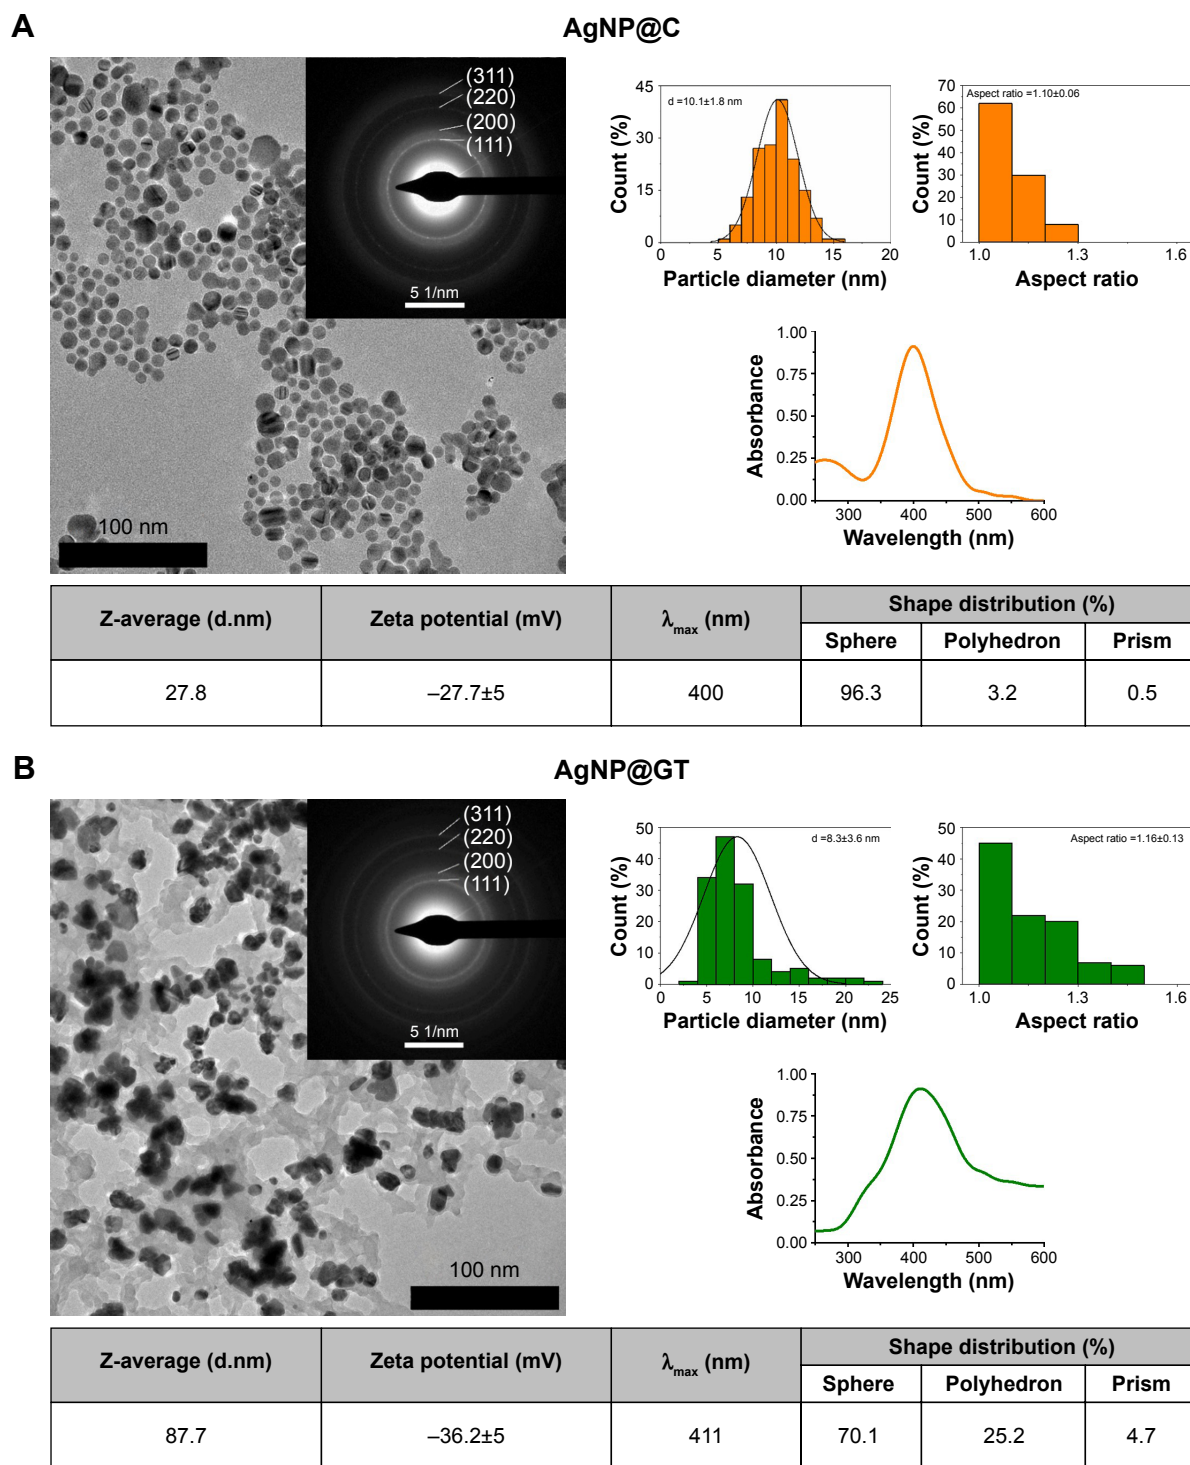 A
AgNP@C
(311)
(220)
(200)
(111)
5 1/nm
100 nm
45
30
15
0
0 5 10 15 20
d =10.1±1.8 nm
Count (%)
Particle diameter (nm)
70
60
50
40
30
20
10
0
1.0 1.3 1.6
Aspect ratio =1.10±0.06
Count (%)
Aspect ratio
1.00
0.75
0.50
0.25
0.00
300 400 500 600
Absorbance
Wavelength (nm)
Z-average (d.nm) Zeta potential (mV) λmax (nm) Shape distribution (%)
Sphere Polyhedron Prism
27.8 –27.7±5 400 96.3 3.2 0.5
B
AgNP@GT
(311)
(220)
(200)
(111)
5 1/nm
100 nm
50
40
30
20
10
0
0 5 10 15 20 25
d =8.3±3.6 nm
Count (%)
Particle diameter (nm)
50
40
30
20
10
0
1.0 1.3 1.6
Aspect ratio =1.16±0.13
Count (%)
Aspect ratio
1.00
0.75
0.50
0.25
0.00
300 400 500 600
Absorbance
Wavelength (nm)
Z-average (d.nm) Zeta potential (mV) λmax (nm) Shape distribution (%)
Sphere Polyhedron Prism
87.7 –36.2±5 411 70.1 25.2 4.7